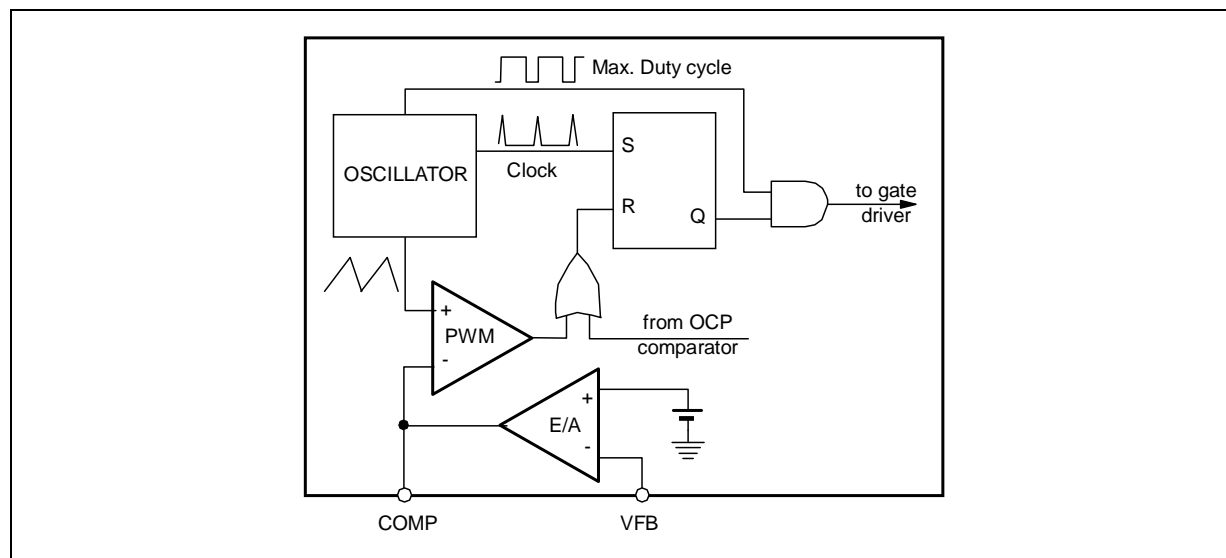 Max. Duty cycle
OSCILLATOR
Clock
S
R
Q
to gate
driver
+
PWM
-
from OCP
comparator
+
E/A
-
COMP
VFB